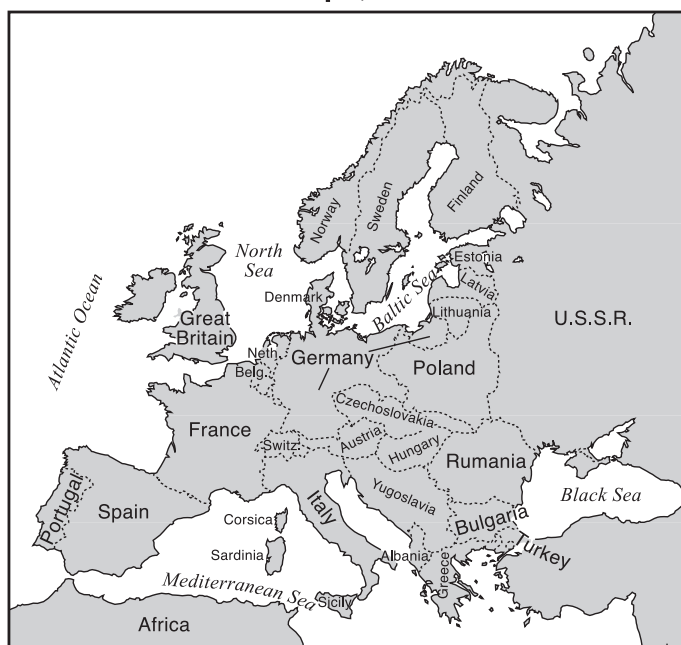 Norway
Sweden
Finland
North
Sea
Estonia
Latvia
Denmark
Baltic Sea
Lithuania
Atlantic Ocean
Great
Britain
U.S.S.R.
Neth.
Germany
Belg.
Poland
Czechoslovakia
France
Switz.
Austria
Hungary
Rumania
Portugal
Spain
Italy
Yugoslavia
Black Sea
Corsica
Bulgaria
Sardinia
Albania
Turkey
Greece
Mediterranean Sea
Sicily
Africa